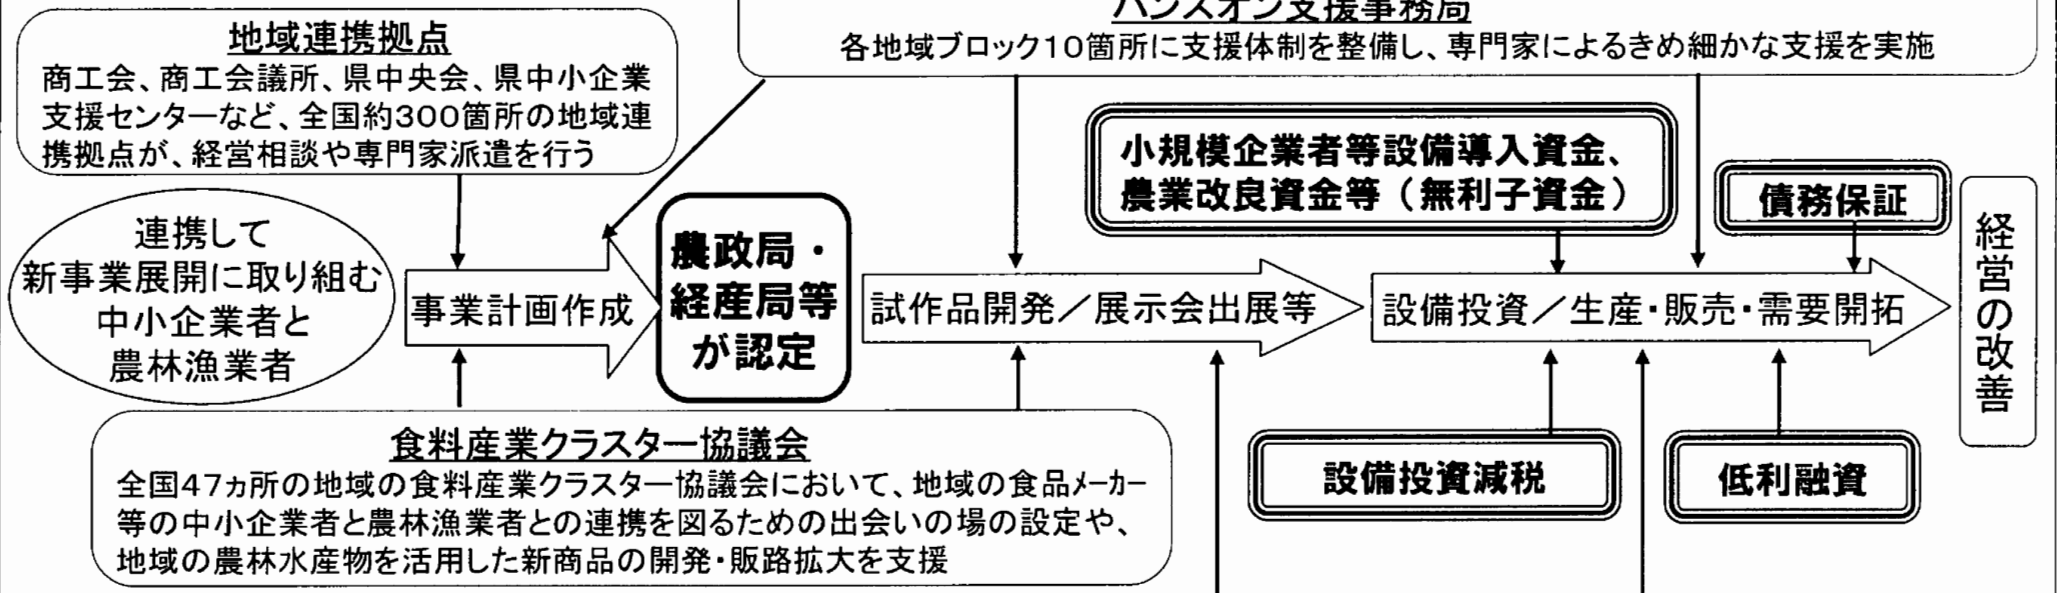 ハンズオン支援事務局
各地域ブロック10箇所に支援体制を整備し、専門家によるきめ細かな支援を実施
地域連携拠点
商工会、商工会議所、県中央会、県中小企業
支援センターなど、全国約300箇所の地域連
携拠点が、経営相談や専門家派遣を行う
小規模企業者等設備導入資金、
農業改良資金等（無利子資金）
債務保証
連携して
新事業展開に取り組む
中小企業者と
農林漁業者
事業計画作成
農政局・
経産局等
が認定
試作品開発／展示会出展等
設備投資／生産・販売・需要開拓
経営の改善
食料産業クラスター協議会
全国47ヵ所の地域の食料産業クラスター協議会において、地域の食品メーカー
等の中小企業者と農林漁業者との連携を図るための出会いの場の設定や、
地域の農林水産物を活用した新商品の開発・販路拡大を支援
設備投資減税
低利融資